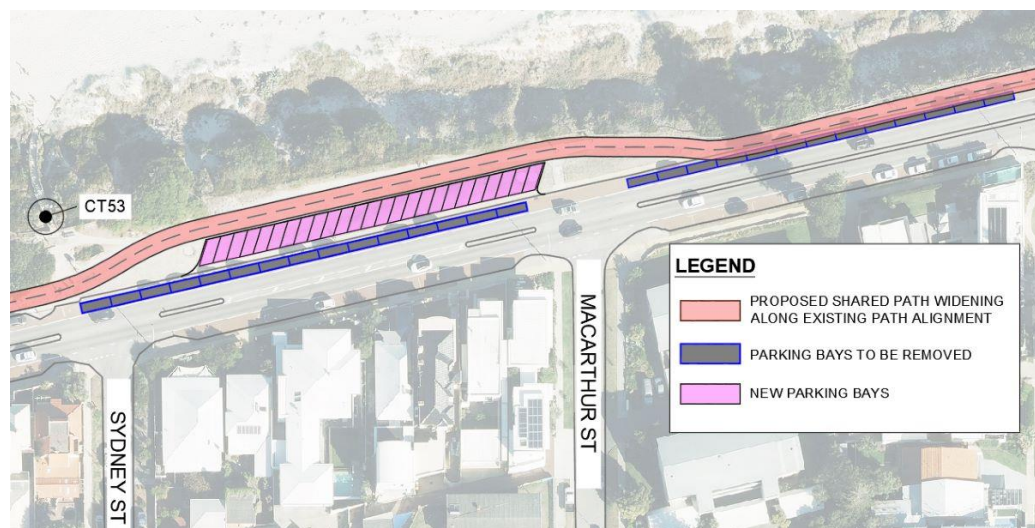 CT53
SYDNEY ST
MACARTHUR ST
LEGEND
PROPOSED SHARED PATH WIDENING
ALONG EXISTING PATH ALIGNMENT
PARKING BAYS TO BE REMOVED
NEW PARKING BAYS